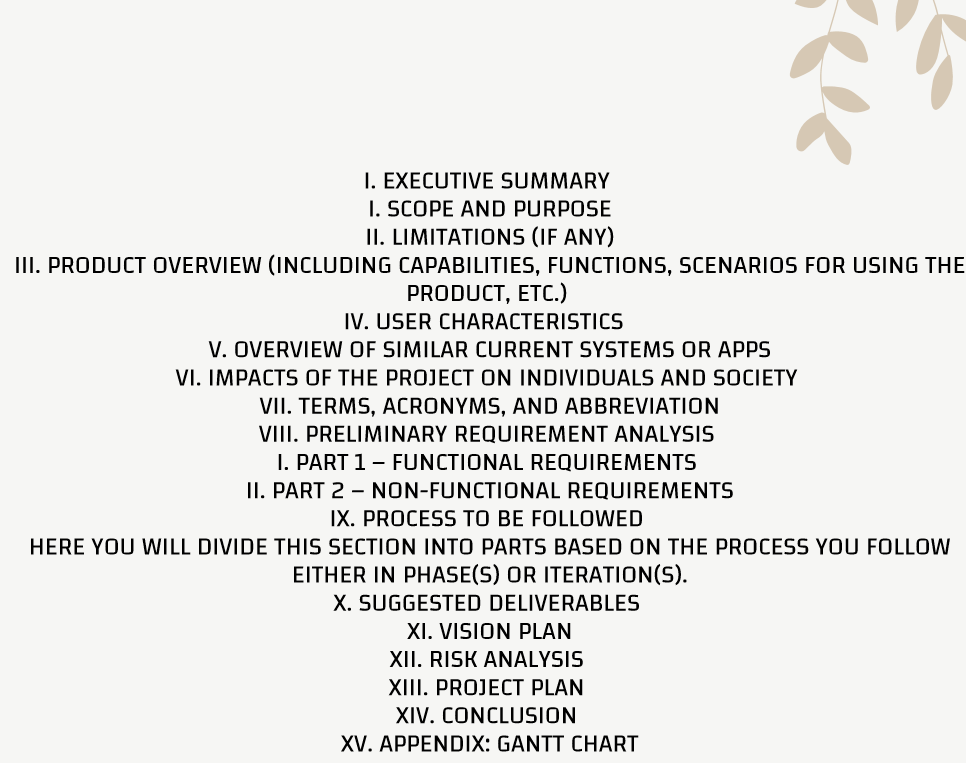 I. EXECUTIVE SUMMARY
I. SCOPE AND PURPOSE
II. LIMITATIONS (IF ANY)
III. PRODUCT OVERVIEW (INCLUDING CAPABILITIES, FUNCTIONS, SCENARIOS FOR USING THE
PRODUCT, ETC.)
IV. USER CHARACTERISTICS
V. OVERVIEW OF SIMILAR CURRENT SYSTEMS OR APPS
VI. IMPACTS OF THE PROJECT ON INDIVIDUALS AND SOCIETY
VII. TERMS, ACRONYMS, AND ABBREVIATION
VIII. PRELIMINARY REQUIREMENT ANALYSIS
I. PART 1 – FUNCTIONAL REQUIREMENTS
II. PART 2 – NON-FUNCTIONAL REQUIREMENTS
IX. PROCESS TO BE FOLLOWED
HERE YOU WILL DIVIDE THIS SECTION INTO PARTS BASED ON THE PROCESS YOU FOLLOW
EITHER IN PHASE(S) OR ITERATION(S).
X. SUGGESTED DELIVERABLES
XI. VISION PLAN
XII. RISK ANALYSIS
XIII. PROJECT PLAN
XIV. CONCLUSION
XV. APPENDIX: GANTT CHART